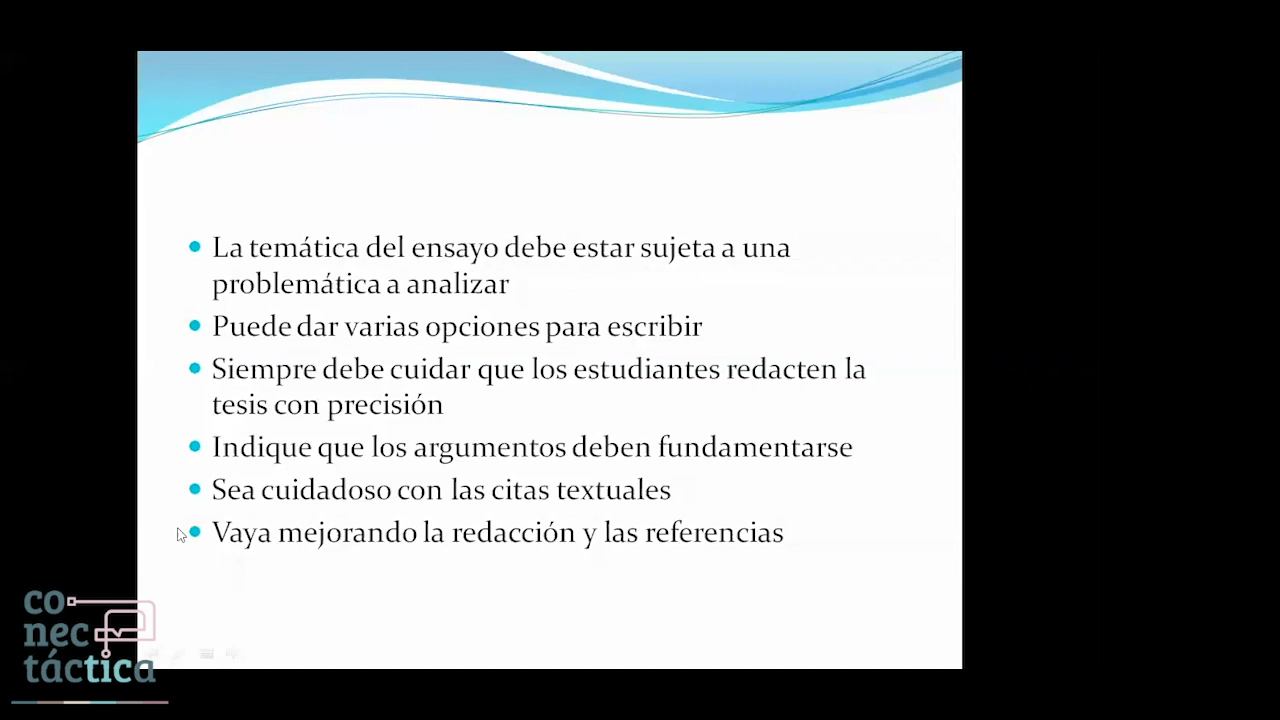 La temática del ensayo debe estar sujeta a una
problemática a analizar
Puede dar varias opciones para escribir
Siempre debe cuidar que los estudiantes redacten la
tesis con precisión
Indique que los argumentos deben fundamentarse
Sea cuidadoso con las citas textuales
Vaya mejorando la redacción y las referencias
co
nec
táctica